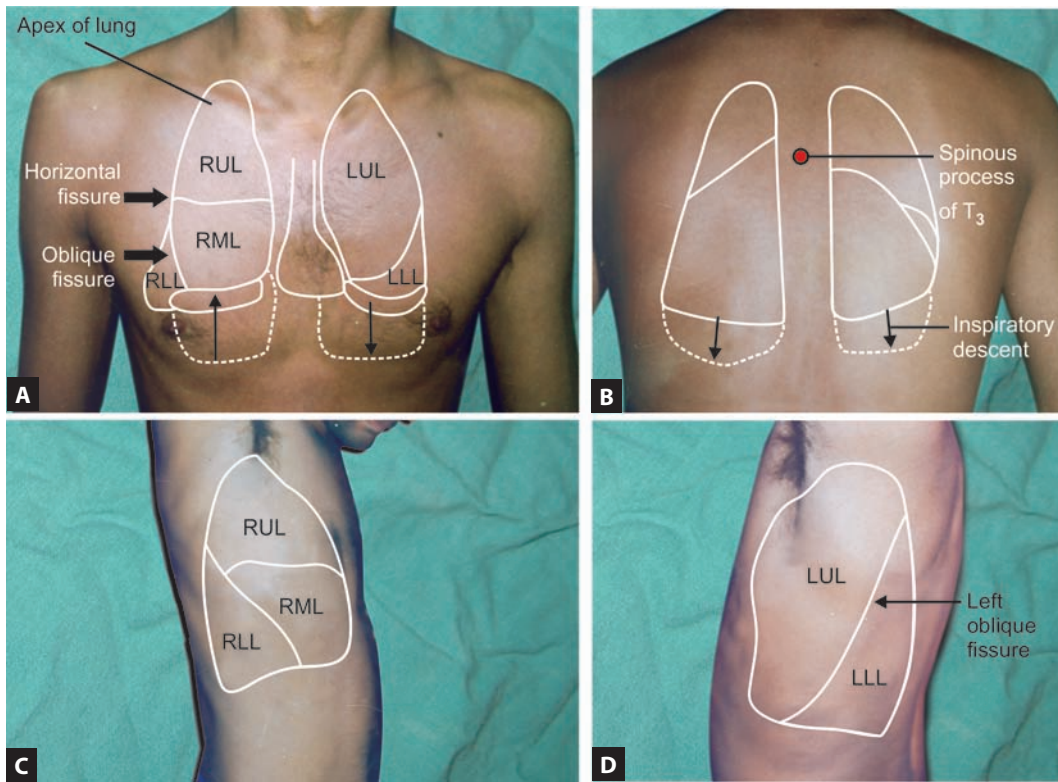 Apex of lung
RUL
LUL
Horizontal
fissure
RML
Oblique
fissure
RLL
LLL
A
Spinous
process
of T₃
Inspiratory
descent
B
RUL
RML
RLL
C
LUL
Left
oblique
fissure
LLL
D